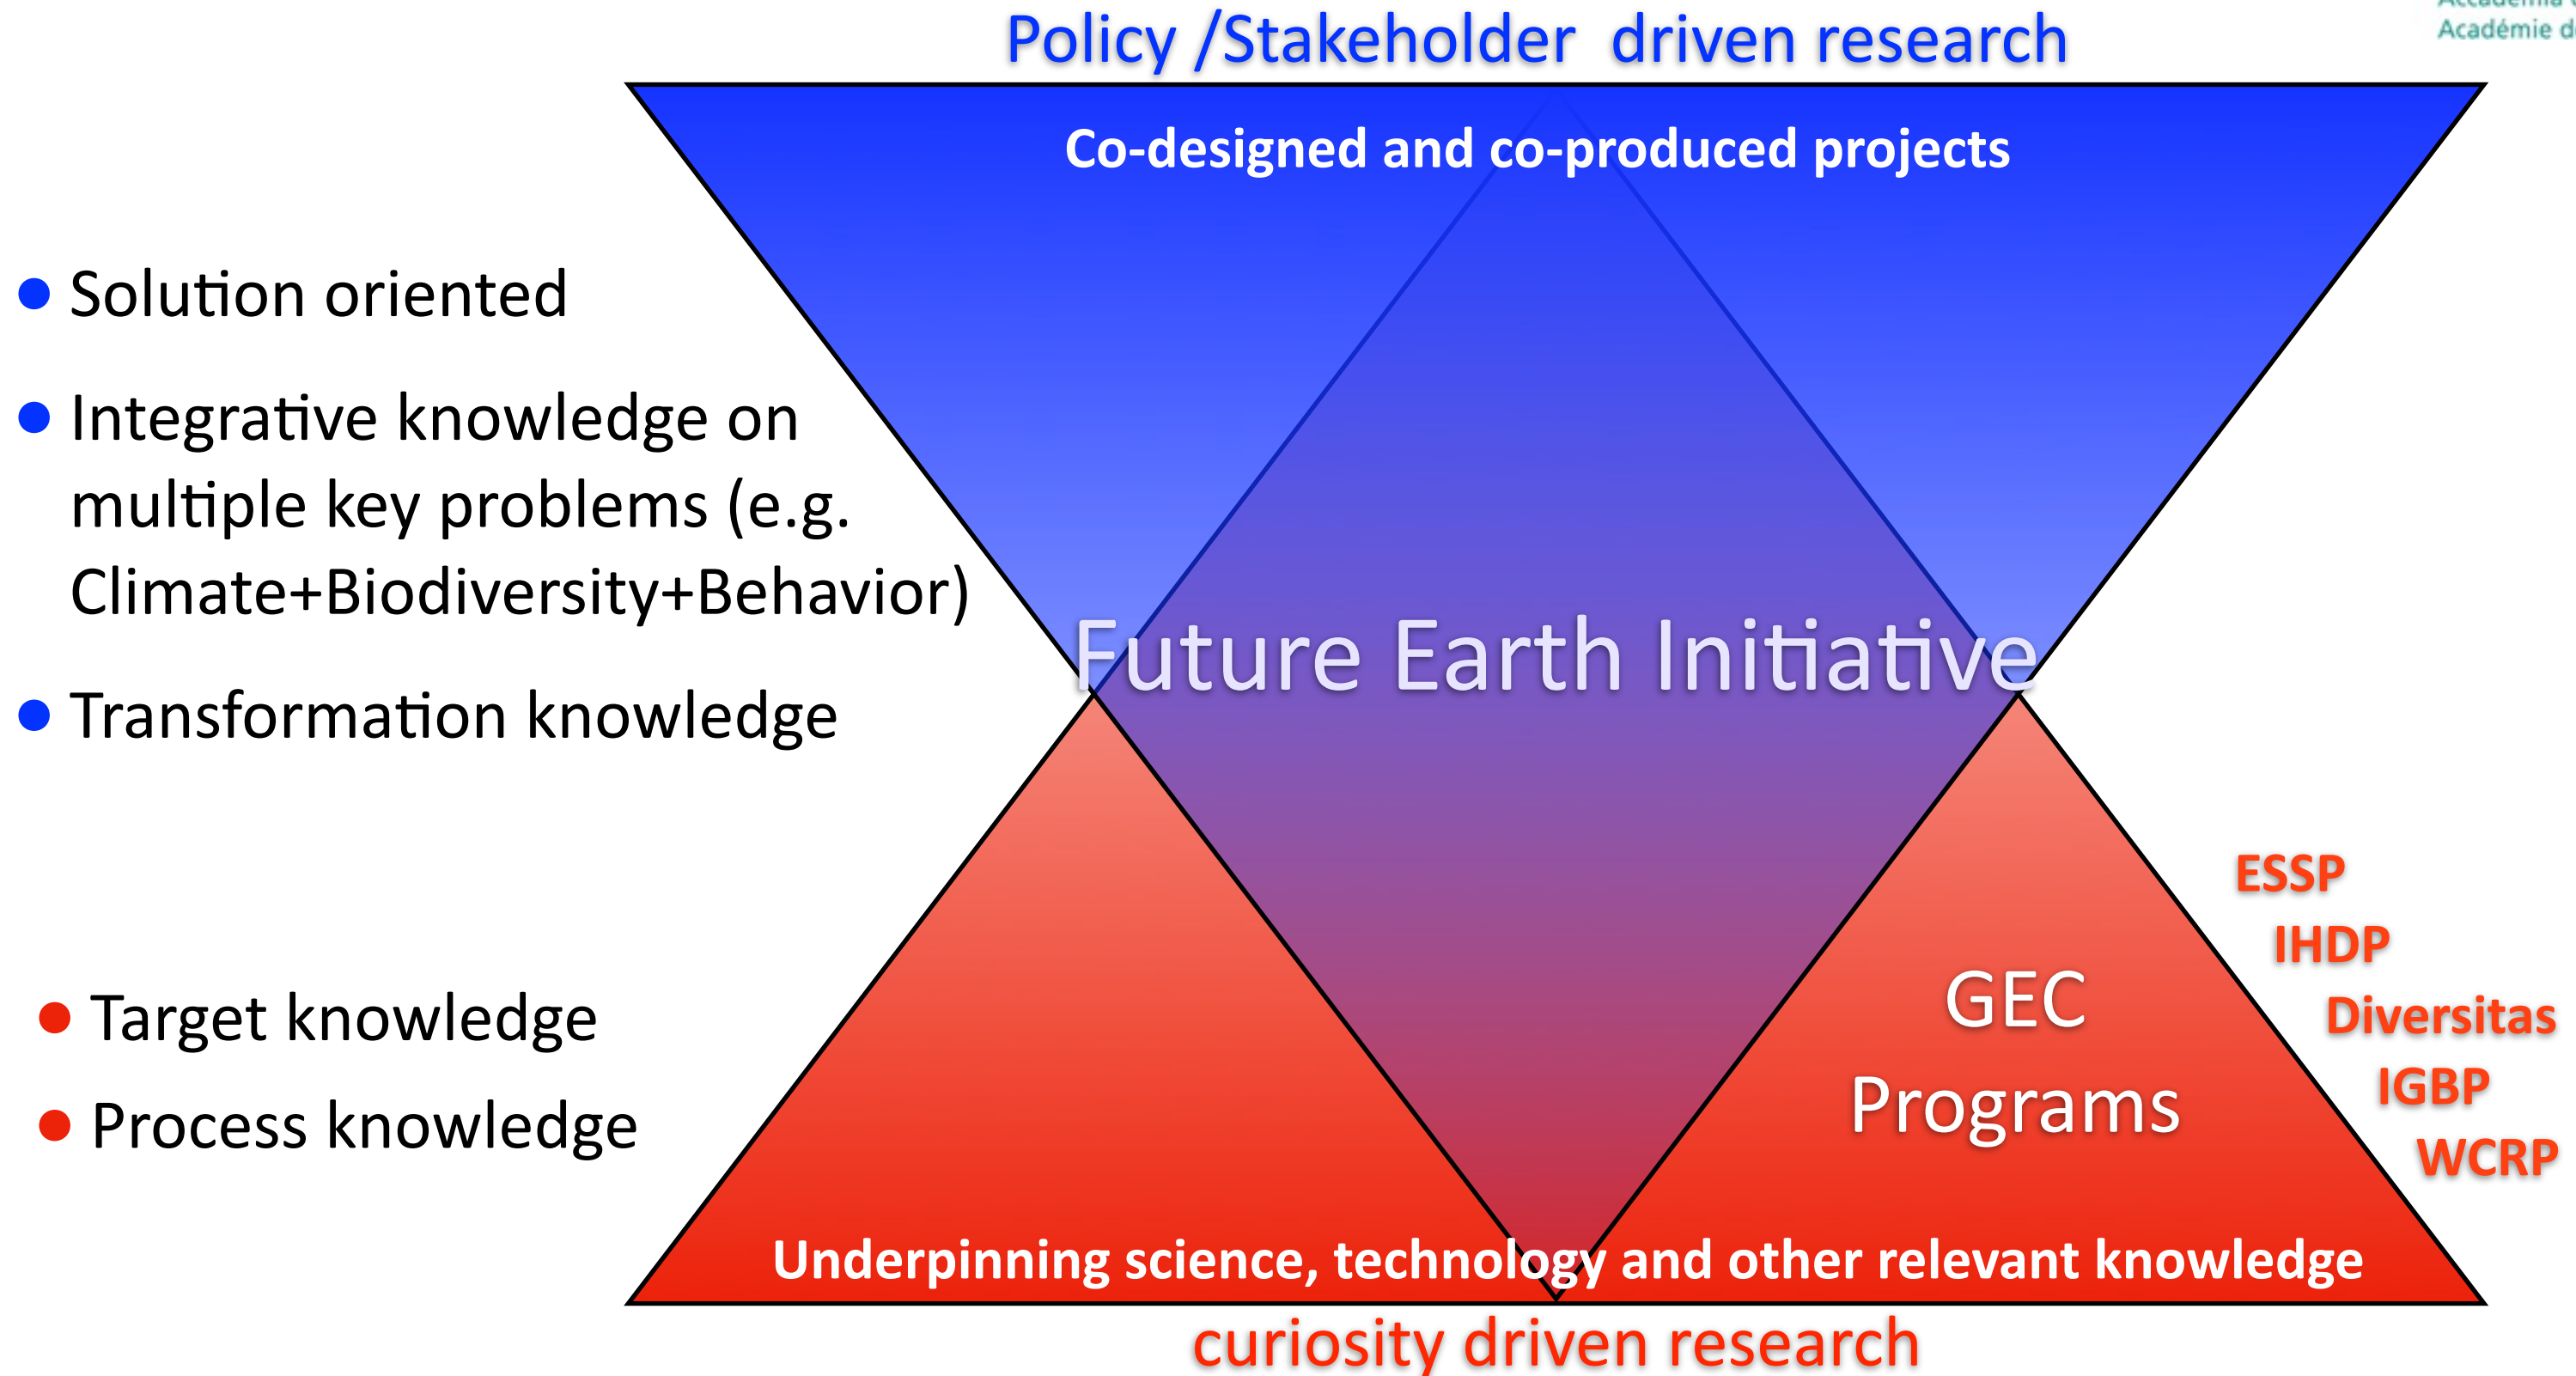 Académie d
Policy /Stakeholder driven research
Co-designed and co-produced projects
• Solution oriented
• Integrative knowledge on
multiple key problems (e.g.
Climate+Biodiversity+Behavior)
• Transformation knowledge
Future Earth Initiative
• Target knowledge
• Process knowledge
GEC
Programs
ESSP
IHDP
Diversitas
IGBP
WCRP
Underpinning science, technology and other relevant knowledge
curiosity driven research